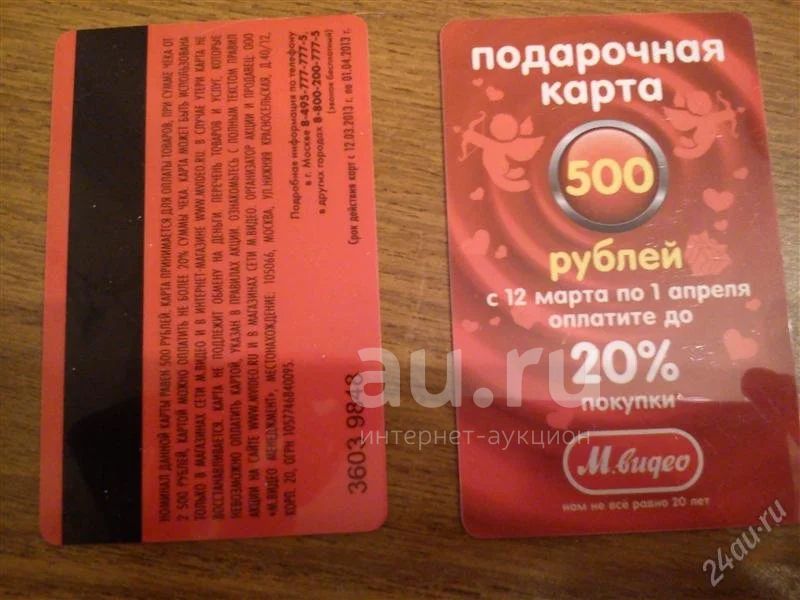 НОМИНАЛ ДАННОЙ КАРТЫ РАВЕН 500 РУБЛЕЙ. КАРТА ПРИНИМАЕТСЯ ДЛЯ ОПЛАТЫ ТОВАРОВ, ПРИ СУММЕ ЧЕКА ОТ
2 500 РУБЛЕЙ. КАРТОЙ МОЖНО ОПЛАТИТЬ НЕ БОЛЕЕ 20% СУММЫ ЧЕКА. КАРТА МОЖЕТ БЫТЬ ИСПОЛЬЗОВАНА
ТОЛЬКО В МАГАЗИНАХ СЕТИ М.ВИДЕО И В ИНТЕРНЕТ-МАГАЗИНЕ WWW.MVIDEO.RU. В СЛУЧАЕ УТЕРИ КАРТА НЕ
ВОССТАНАВЛИВАЕТСЯ. КАРТА НЕ ПОДЛЕЖИТ ОБМЕНУ НА ДЕНЬГИ. ПЕРЕЧЕНЬ ТОВАРОВ И УСЛУГ, КОТОРЫЕ
НЕВОЗМОЖНО ОПЛАТИТЬ КАРТОЙ, УКАЗАН В ПРАВИЛАХ АКЦИИ. ОЗНАКОМЬТЕСЬ С ПОЛНЫМ ТЕКСТОМ ПРАВИЛ
АКЦИИ НА САЙТЕ WWW.MVIDEO.RU И В МАГАЗИНАХ СЕТИ М.ВИДЕО. ОРГАНИЗАТОР АКЦИИ И ПРОДАВЕЦ: ООО
«М.ВИДЕО МЕНЕДЖМЕНТ», МЕСТОНАХОЖДЕНИЕ: 105066, МОСКВА, УЛ.НИЖНЯЯ КРАСНОСЕЛЬСКАЯ, Д.40/12,
КОРП. 20, ОГРН 1057746840095.
Подробная информация по телефону
в г. Москве 8-495-777-777-5,
в других городах 8-800-200-777-5
(звонок бесплатный)
Срок действия карт с 12.03.2013 г. по 01.04.2013 г.
3603 9848
подарочная
карта
500
рублей
с 12 марта по 1 апреля
оплатите до
20%
покупки*
М.видео
нам не всё равно 20 лет
au.ru
интернет-аукцион
24au.ru